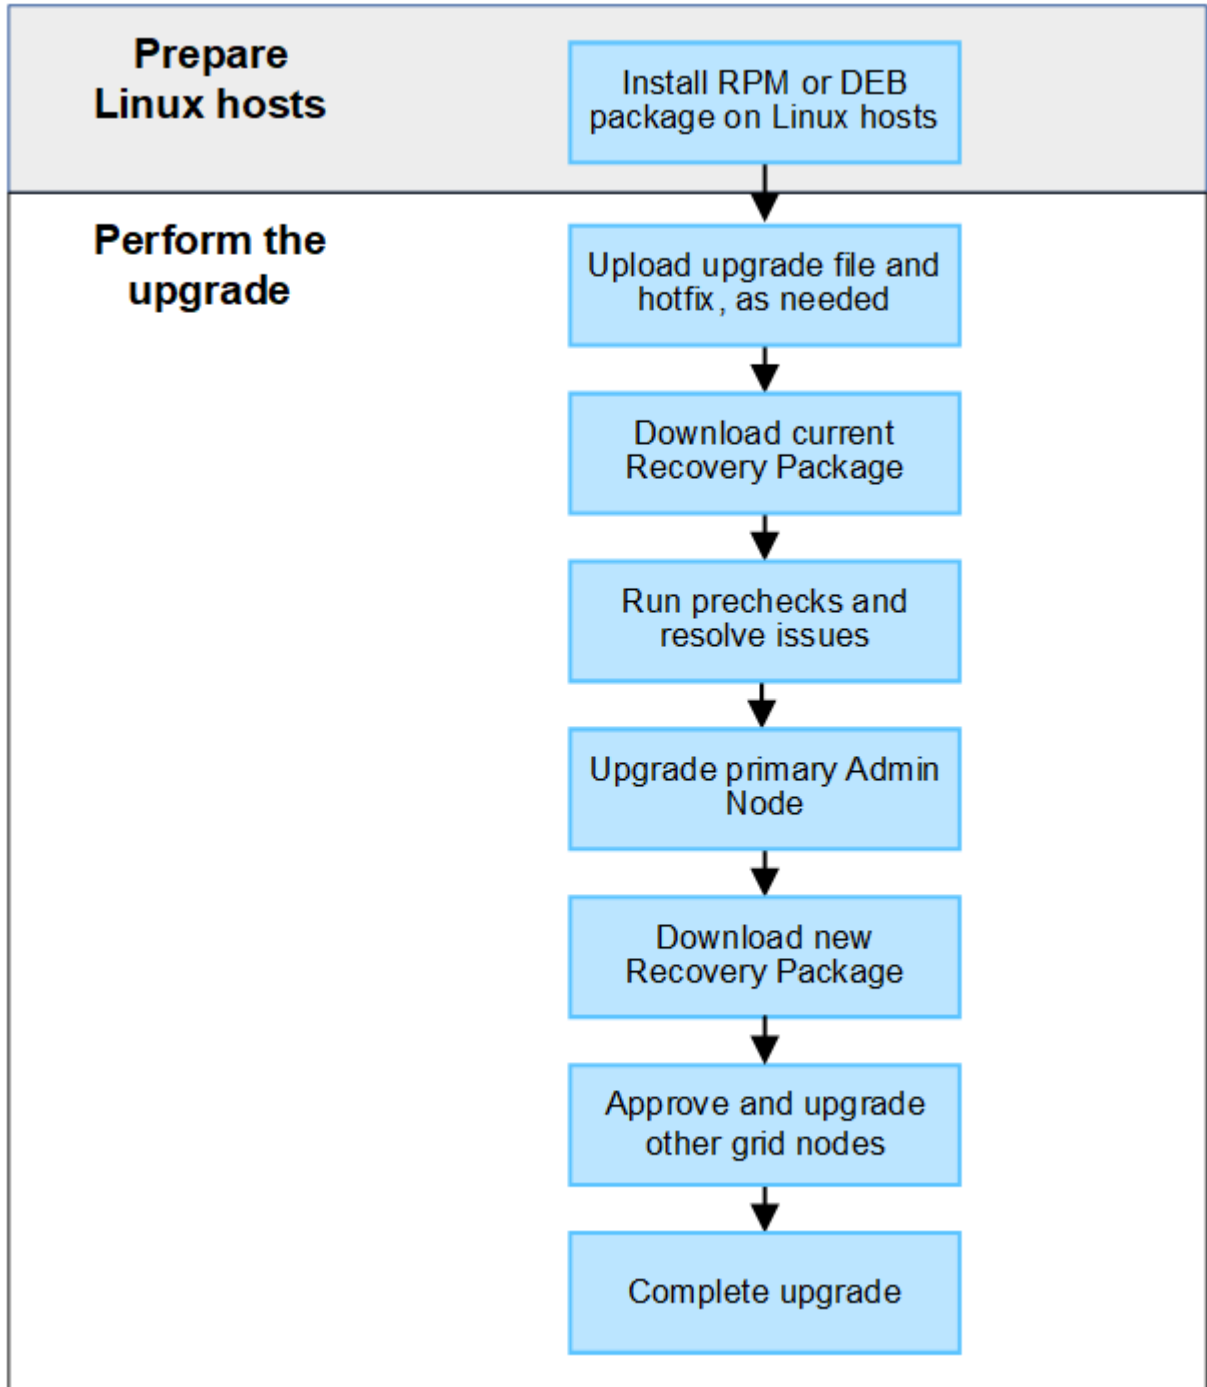 Prepare
Linux hosts
Install RPM or DEB
package on Linux hosts
Perform the
upgrade
Upload upgrade file and
hotfix, as needed
Download current
Recovery Package
Run prechecks and
resolve issues
Upgrade primary Admin
Node
Download new
Recovery Package
Approve and upgrade
other grid nodes
Complete upgrade